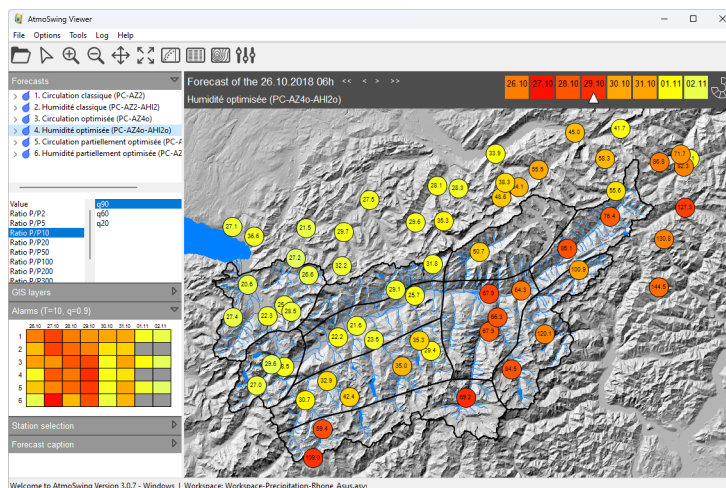 AtmoSwing Viewer
File Options Tools Log Help
Forecasts
1. Circulation classique (PC-AZ2)
2. Humidité classique (PC-AZ2-AHI2)
3. Circulation optimisée (PC-AZ4o)
4. Humidité optimisée (PC-AZ4o-AHI2o)
5. Circulation partiellement optimisée (PC-AZ4
6. Humidité partiellement optimisée (PC-AZ
Value
Ratio P/P2
Ratio P/P5
Ratio P/P10
Ratio P/P20
Ratio P/P50
Ratio P/P100
Ratio P/P200
Ratio P/P300
q90
q60
q20
GIS layers
Alarms (T=10, q=0.9)
26.10 27.10 28.10 29.10 30.10 31.10 01.11 02.11
1
2
3
4
5
6
Station selection
Forecast caption
Forecast of the 26.10.2018 06h << < > >>
Humidité optimisée (PC-AZ4o-AHI2o)
26.10 27.10 28.10 29.10 30.10 31.10 01.11 02.11
41.7
45.0
33.9
58.3
71.7
86.8
82.3
55.5
28.1
28.3
38.3
48.6
55.6
27.5
127.3
27.1
36.6
21.5
29.7
29.6
35.3
76.4
130.8
50.7
85.1
27.2
26.6
32.2
31.8
100.9
20.6
29.1
25.7
67.9
64.3
144.5
27.4
22.3
28.5
21.6
66.3
22.2
23.5
67.9
120.1
35.3
29.4
29.6
35.0
84.5
27.0
32.9
30.7
42.4
89.2
59.4
109.0
Welcome to AtmoSwing Version 3.0.7 - Windows | Workspace: Workspace-Precipitation-Rhone_Asus.asvw